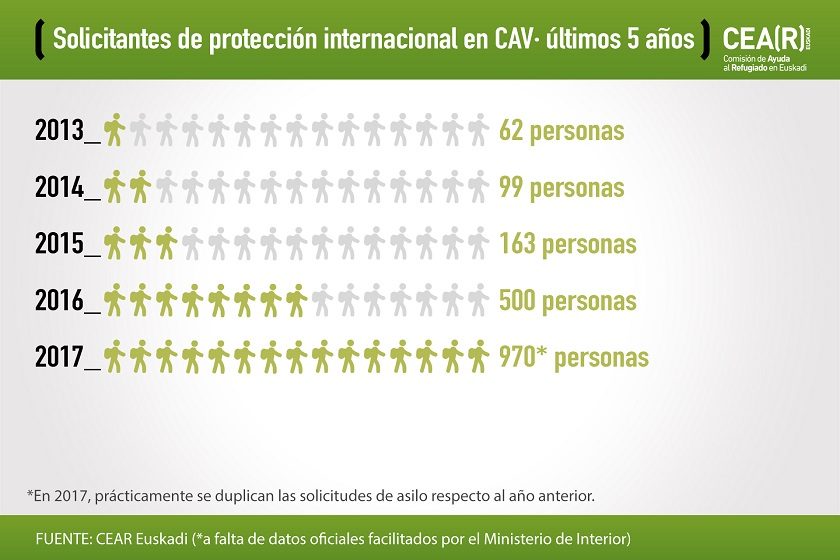 ( Solicitantes de protección internacional en CAV· últimos 5 años )
CEA(R)
EUSKADI
Comisión de Ayuda
al Refugiado en Euskadi
2013_ 62 personas
2014_ 99 personas
2015_ 163 personas
2016_ 500 personas
2017_ 970* personas
*En 2017, prácticamente se duplican las solicitudes de asilo respecto al año anterior.
FUENTE: CEAR Euskadi (*a falta de datos oficiales facilitados por el Ministerio de Interior)